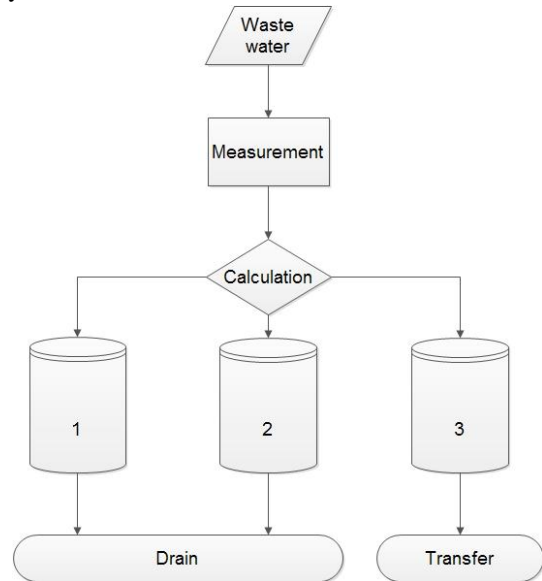 Waste
water
Measurement
Calculation
1
2
3
Drain
Transfer